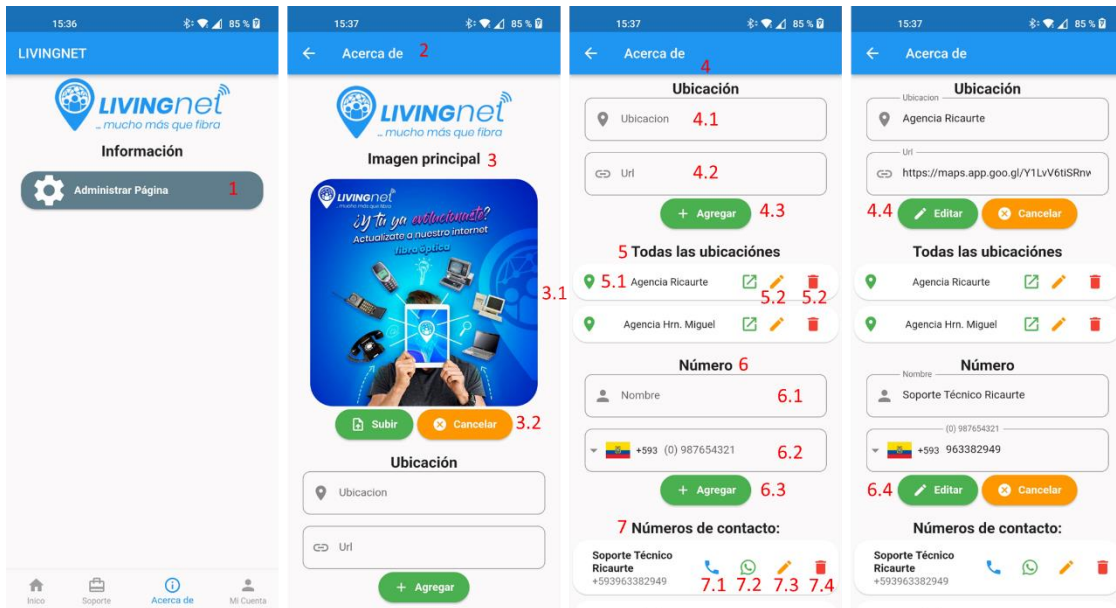 15:36
85 %
LIVINGNET
LIVINGnet
... mucho más que fibra
Información
Administrar Página
1
Inicio
Soporte
Acerca de
Mi Cuenta
15:37
85 %
Acerca de
2
LIVINGnet
... mucho más que fibra
Imagen principal
3
LIVINGnet
... mucho más que fibra
¿Y tu ya evolucionaste?
Actualízate a nuestro internet
fibra óptica
3.1
Subir
Cancelar
3.2
Ubicación
Ubicacion
Url
+ Agregar
15:37
85 %
Acerca de
4
Ubicación
Ubicacion
4.1
Url
4.2
+ Agregar
4.3
5
Todas las ubicaciónes
5.1
Agencia Ricaurte
5.2
5.2
Agencia Hrn. Miguel
Número
6
Nombre
6.1
+593
(0) 987654321
6.2
+ Agregar
6.3
7
Números de contacto:
Soporte Técnico
Ricaurte
+593963382949
7.1
7.2
7.3
7.4
15:37
85 %
Acerca de
Ubicación
Ubicacion
Agencia Ricaurte
Url
https://maps.app.goo.gl/Y1LvV6tiSRnw
4.4
Editar
Cancelar
Todas las ubicaciónes
Agencia Ricaurte
Agencia Hrn. Miguel
Número
Nombre
Soporte Técnico Ricaurte
(0) 987654321
+593
963382949
6.4
Editar
Cancelar
Números de contacto:
Soporte Técnico
Ricaurte
+593963382949